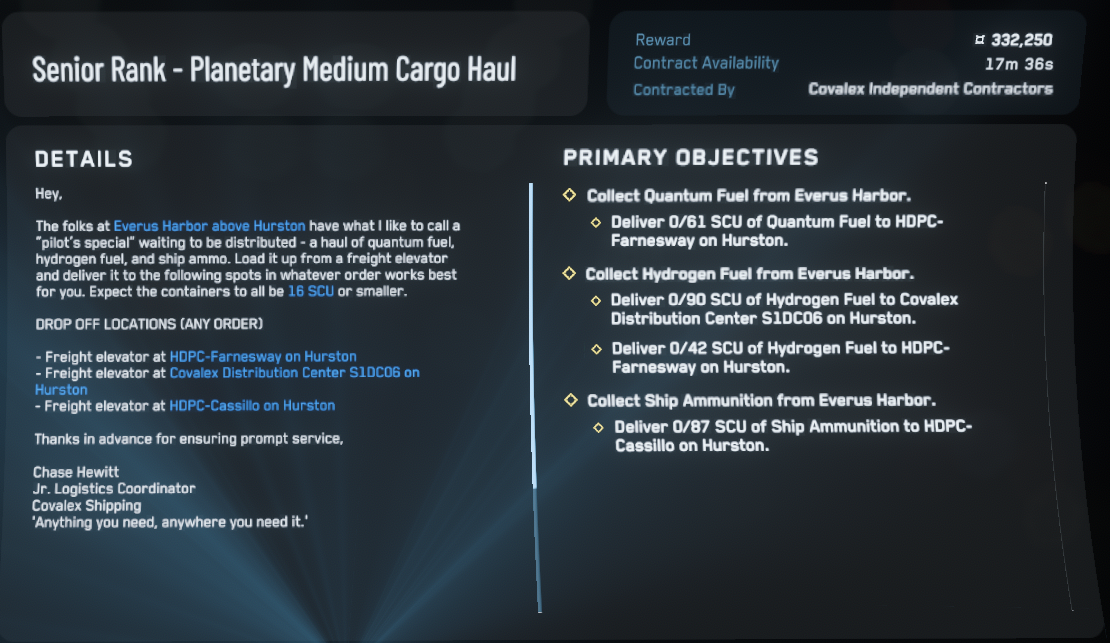 Senior Rank - Planetary Medium Cargo Haul
Reward ¤ 332,250
Contract Availability 17m 36s
Contracted By Covalex Independent Contractors
DETAILS
Hey,
The folks at Everus Harbor above Hurston have what I like to call a
"pilot's special" waiting to be distributed - a haul of quantum fuel,
hydrogen fuel, and ship ammo. Load it up from a freight elevator
and deliver it to the following spots in whatever order works best
for you. Expect the containers to all be 16 SCU or smaller.
DROP OFF LOCATIONS (ANY ORDER)
- Freight elevator at HDPC-Farnesway on Hurston
- Freight elevator at Covalex Distribution Center S1DC06 on
Hurston
- Freight elevator at HDPC-Cassillo on Hurston
Thanks in advance for ensuring prompt service,
Chase Hewitt
Jr. Logistics Coordinator
Covalex Shipping
'Anything you need, anywhere you need it.'
PRIMARY OBJECTIVES
Collect Quantum Fuel from Everus Harbor.
Deliver 0/61 SCU of Quantum Fuel to HDPC-
Farnesway on Hurston.
Collect Hydrogen Fuel from Everus Harbor.
Deliver 0/90 SCU of Hydrogen Fuel to Covalex
Distribution Center S1DC06 on Hurston.
Deliver 0/42 SCU of Hydrogen Fuel to HDPC-
Farnesway on Hurston.
Collect Ship Ammunition from Everus Harbor.
Deliver 0/87 SCU of Ship Ammunition to HDPC-
Cassillo on Hurston.